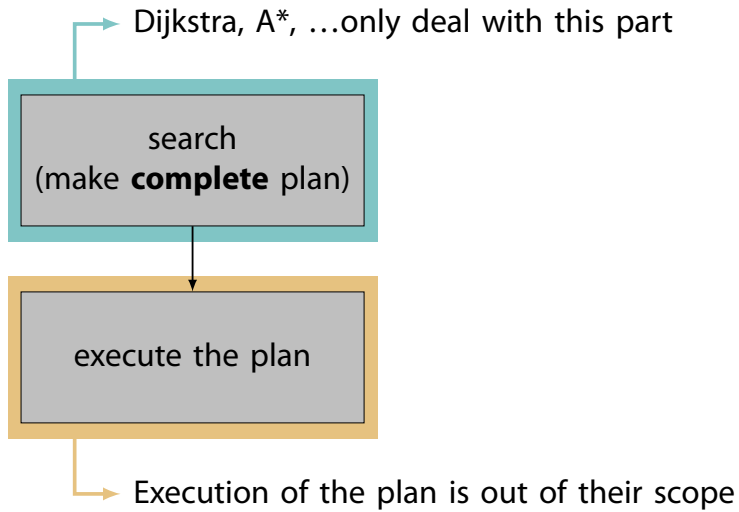 Dijkstra, A*, …only deal with this part
search
(make complete plan)
execute the plan
Execution of the plan is out of their scope